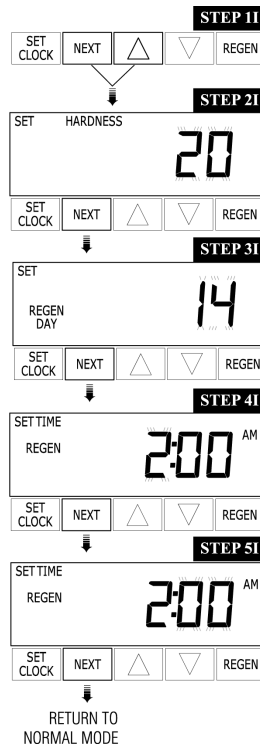 STEP 1I
SET CLOCK NEXT REGEN
STEP 2I
SET HARDNESS
20
SET CLOCK NEXT REGEN
STEP 3I
SET
14
REGEN DAY
SET CLOCK NEXT REGEN
STEP 4I
SET TIME
REGEN 2:00 AM
SET CLOCK NEXT REGEN
STEP 5I
SET TIME
REGEN 2:00 AM
SET CLOCK NEXT REGEN
RETURN TO
NORMAL MODE